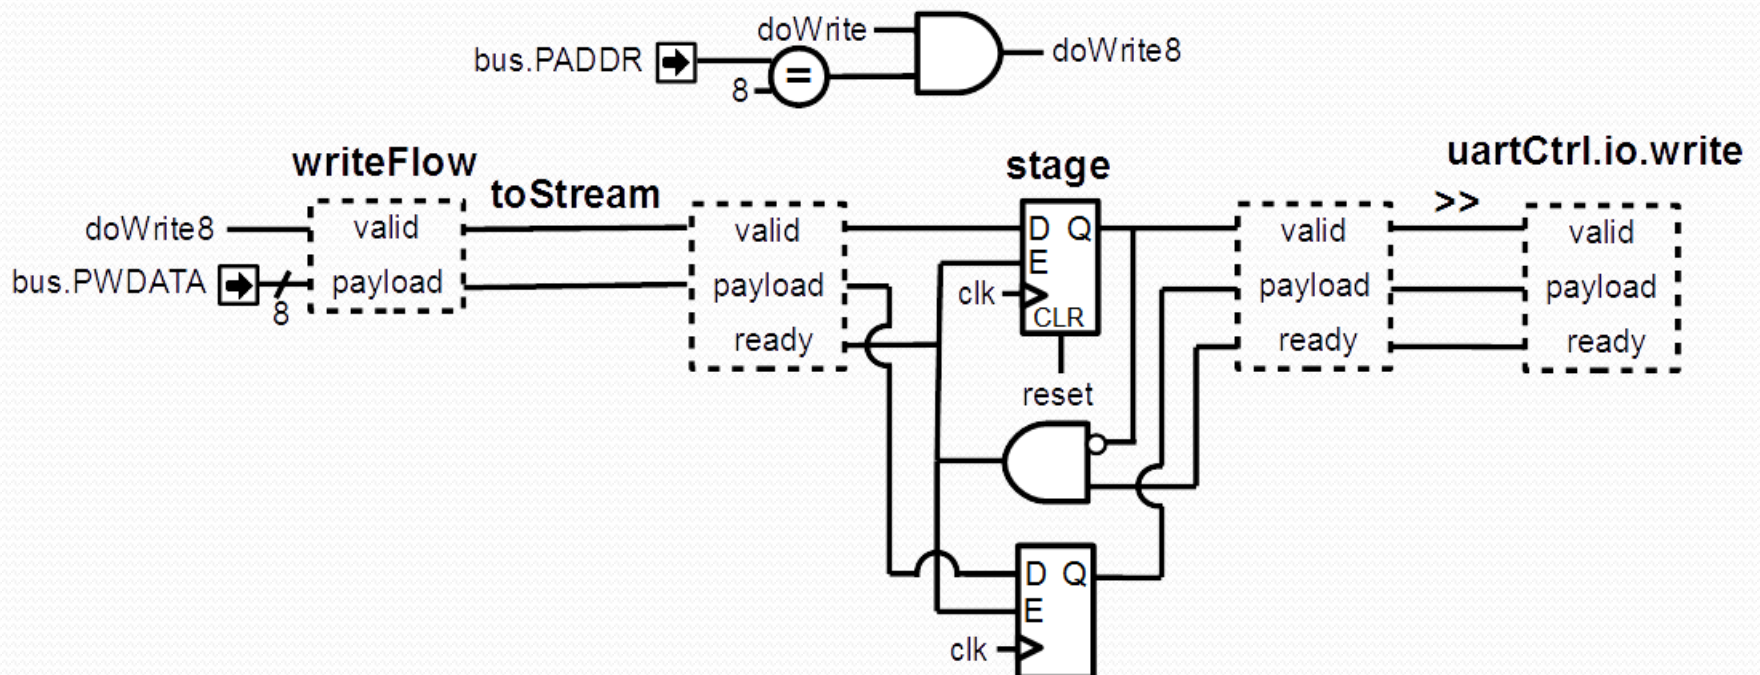 doWrite
bus.PADDR
=
8
doWrite8
writeFlow
toStream
stage
uartCtrl.io.write
>>
doWrite8
valid
valid
D Q
valid
valid
bus.PWDATA
8
payload
payload
E
clk
CLR
payload
payload
ready
ready
ready
reset
D Q
E
clk